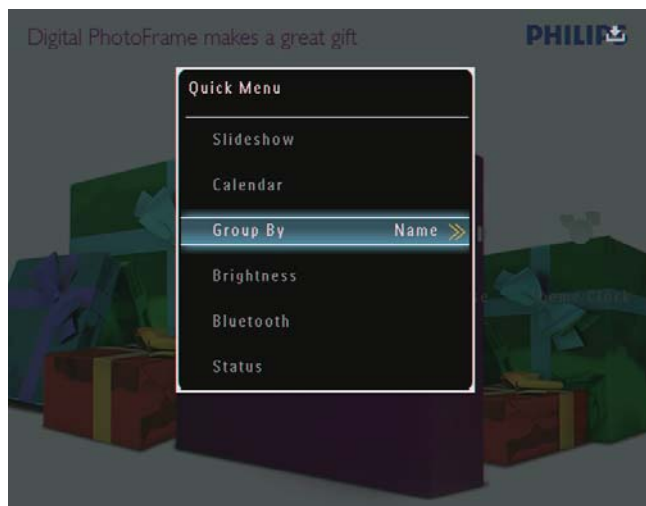 Digital PhotoFrame makes a great gift
PHILIPS
Quick Menu
Slideshow
Calendar
Group By Name
Brightness
Bluetooth
Status